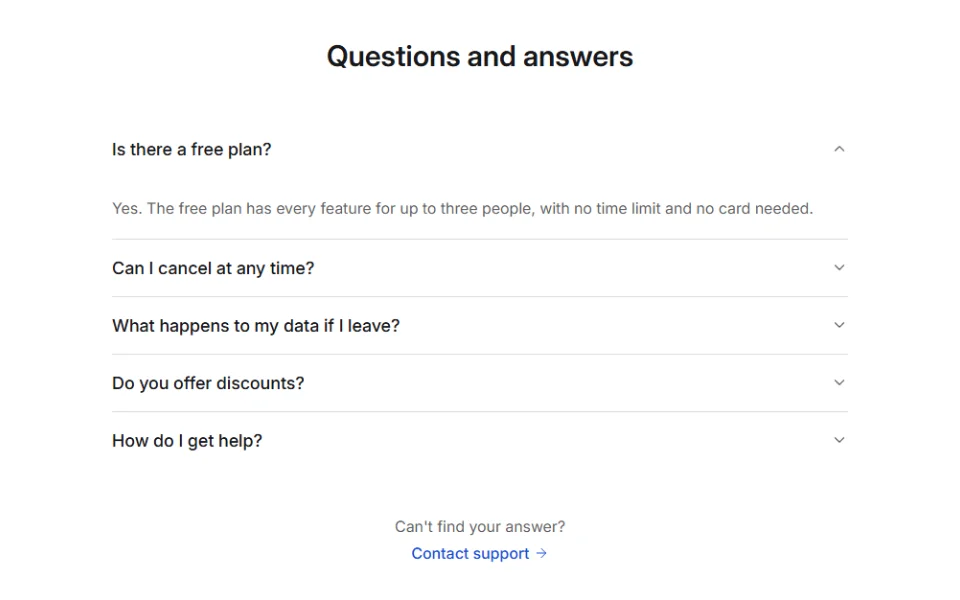 Questions and answers
Is there a free plan?
Yes. The free plan has every feature for up to three people, with no time limit and no card needed.
Can I cancel at any time?
What happens to my data if I leave?
Do you offer discounts?
How do I get help?
Can't find your answer?
Contact support →